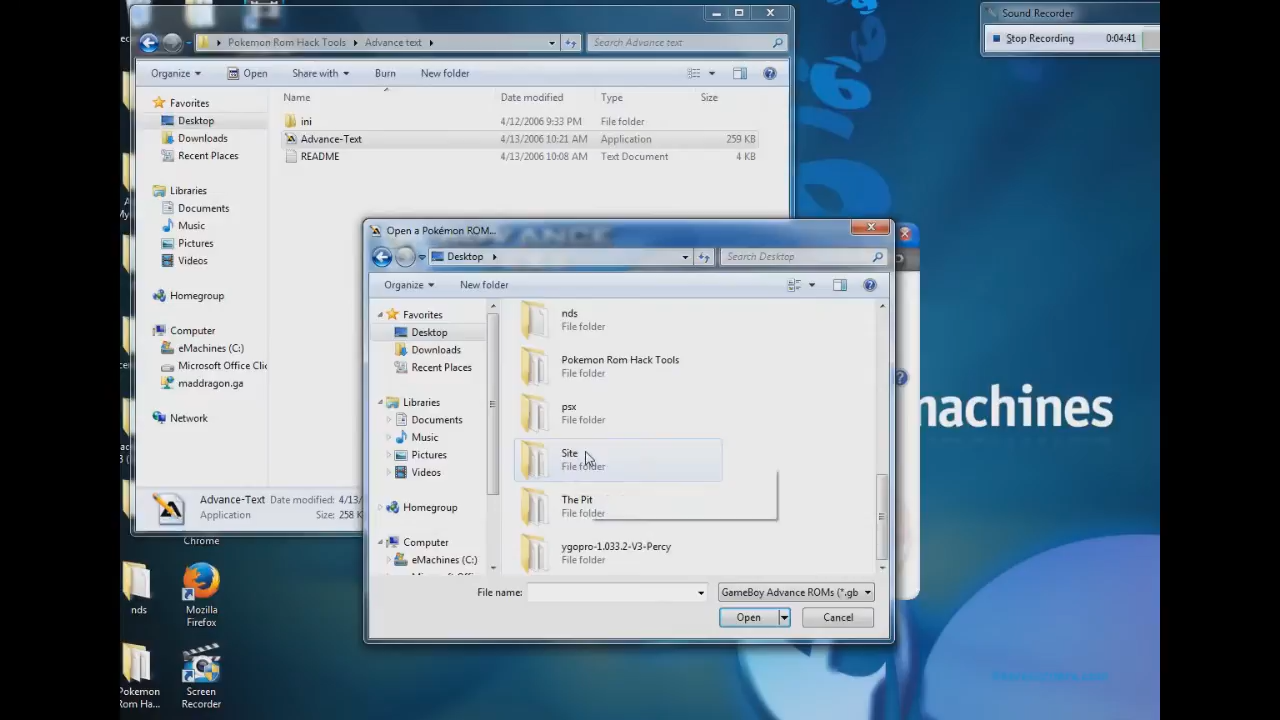 Sound Recorder
Stop Recording 0:04:41
Pokemon Rom Hack Tools Advance text
Search Advance text
Organize Open Share with Burn New folder
Name Date modified Type Size
ini 4/12/2006 9:33 PM File folder
Advance-Text 4/13/2006 10:21 AM Application 259 KB
README 4/13/2006 10:08 AM Text Document 4 KB
Favorites
Desktop
Downloads
Recent Places
Libraries
Documents
Music
Pictures
Videos
Homegroup
Computer
eMachines (C:)
Microsoft Office Clic
maddragon.ga
Network
Advance-Text Date modified: 4/13/
Application Size: 258 K
Open a Pokémon ROM...
Desktop
Search Desktop
Organize New folder
Favorites
Desktop
Downloads
Recent Places
Libraries
Documents
Music
Pictures
Videos
Homegroup
Computer
eMachines (C:)
nds
File folder
Pokemon Rom Hack Tools
File folder
psx
File folder
Site
File folder
The Pit
File folder
ygopro-1.033.2-V3-Percy
File folder
File name:
GameBoy Advance ROMs (*.gb
Open Cancel
machines
Chrome
nds
Mozilla
Firefox
Pokemon
Rom Ha...
Screen
Recorder